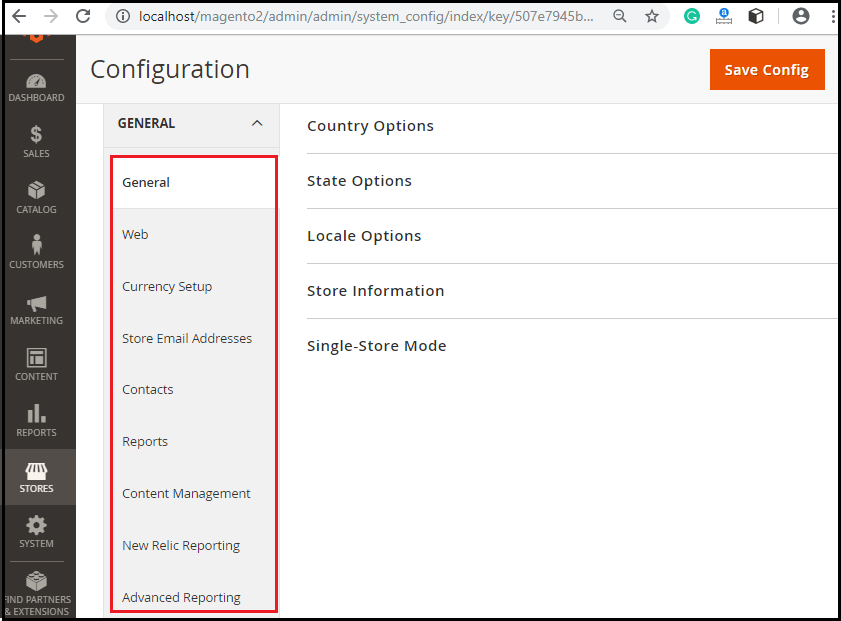 localhost/magento2/admin/admin/system_config/index/key/507e7945b...
Configuration
Save Config
DASHBOARD
SALES
CATALOG
CUSTOMERS
MARKETING
CONTENT
REPORTS
STORES
SYSTEM
FIND PARTNERS
& EXTENSIONS
GENERAL
General
Web
Currency Setup
Store Email Addresses
Contacts
Reports
Content Management
New Relic Reporting
Advanced Reporting
Country Options
State Options
Locale Options
Store Information
Single-Store Mode